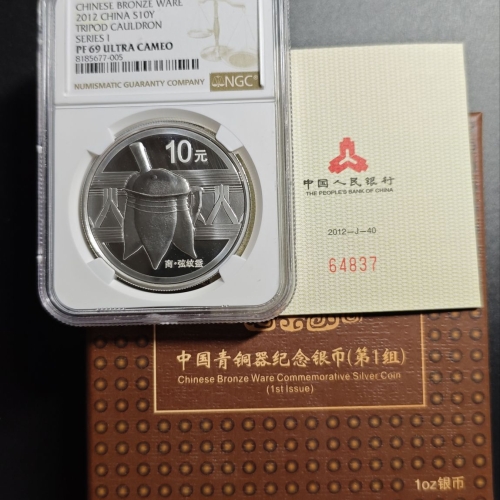 CHINESE BRONZE WARE
2012 CHINA S10Y
TRIPOD CAULDRON
SERIES I
PF 69 ULTRA CAMEO
8185677-005
NUMISMATIC GUARANTY COMPANY
NGC
10元
商·弦纹盉
中国人民银行
THE PEOPLE'S BANK OF CHINA
2012—J—40
64837
中国青铜器纪念银币(第1组)
Chinese Bronze Ware Commemorative Silver Coin
(1st Issue)
1oz银币